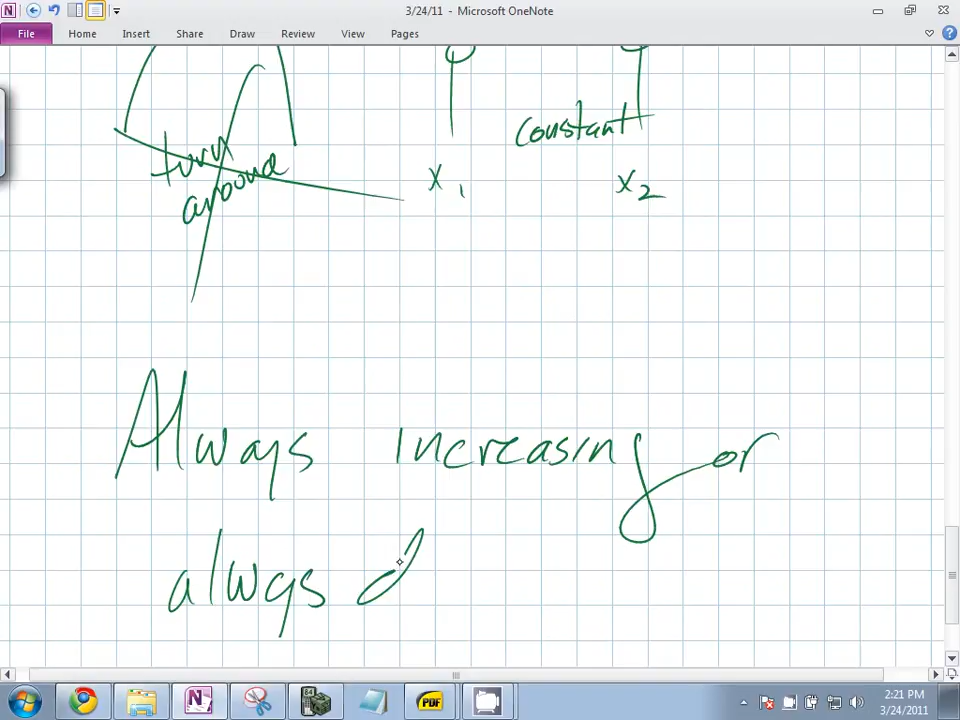 3/24/11 - Microsoft OneNote
File Home Insert Share Draw Review View Pages
constant
turn
around
x1 x2
Always increasing or
alwqs d
2:21 PM
3/24/2011